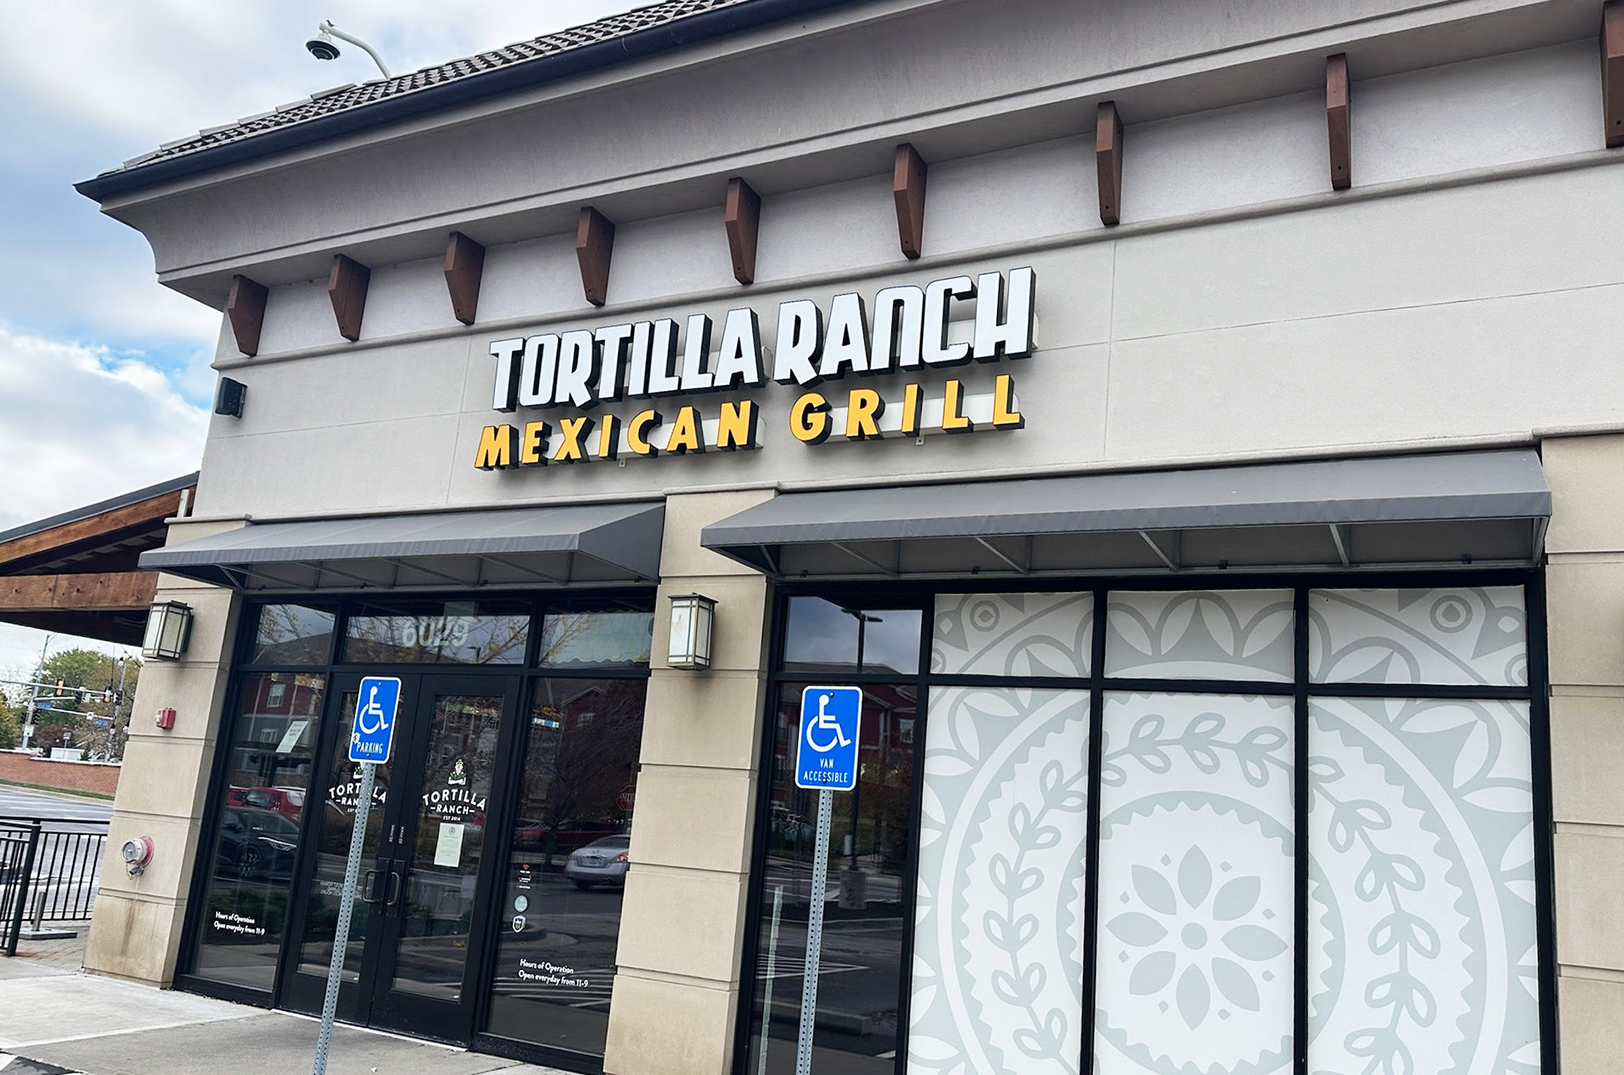 TORTILLA RANCH
MEXICAN GRILL
6029
PARKING
VAN
ACCESSIBLE
TORTILLA
RANCH
TORTILLA
RANCH
EST 2014
Hours of Operation
Open everyday from 11-9
Hours of Operation
Open everyday from 11-9